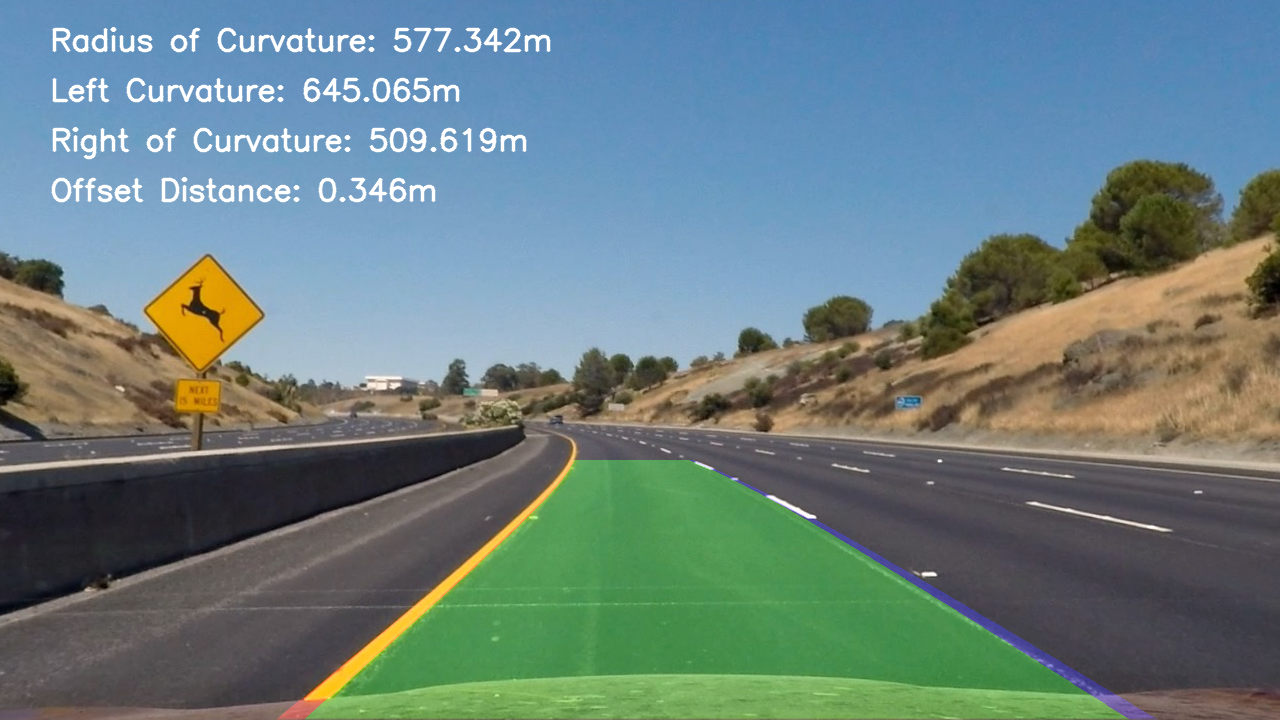 Radius of Curvature: 577.342m
Left Curvature: 645.065m
Right of Curvature: 509.619m
Offset Distance: 0.346m
NEXT
15 MILES